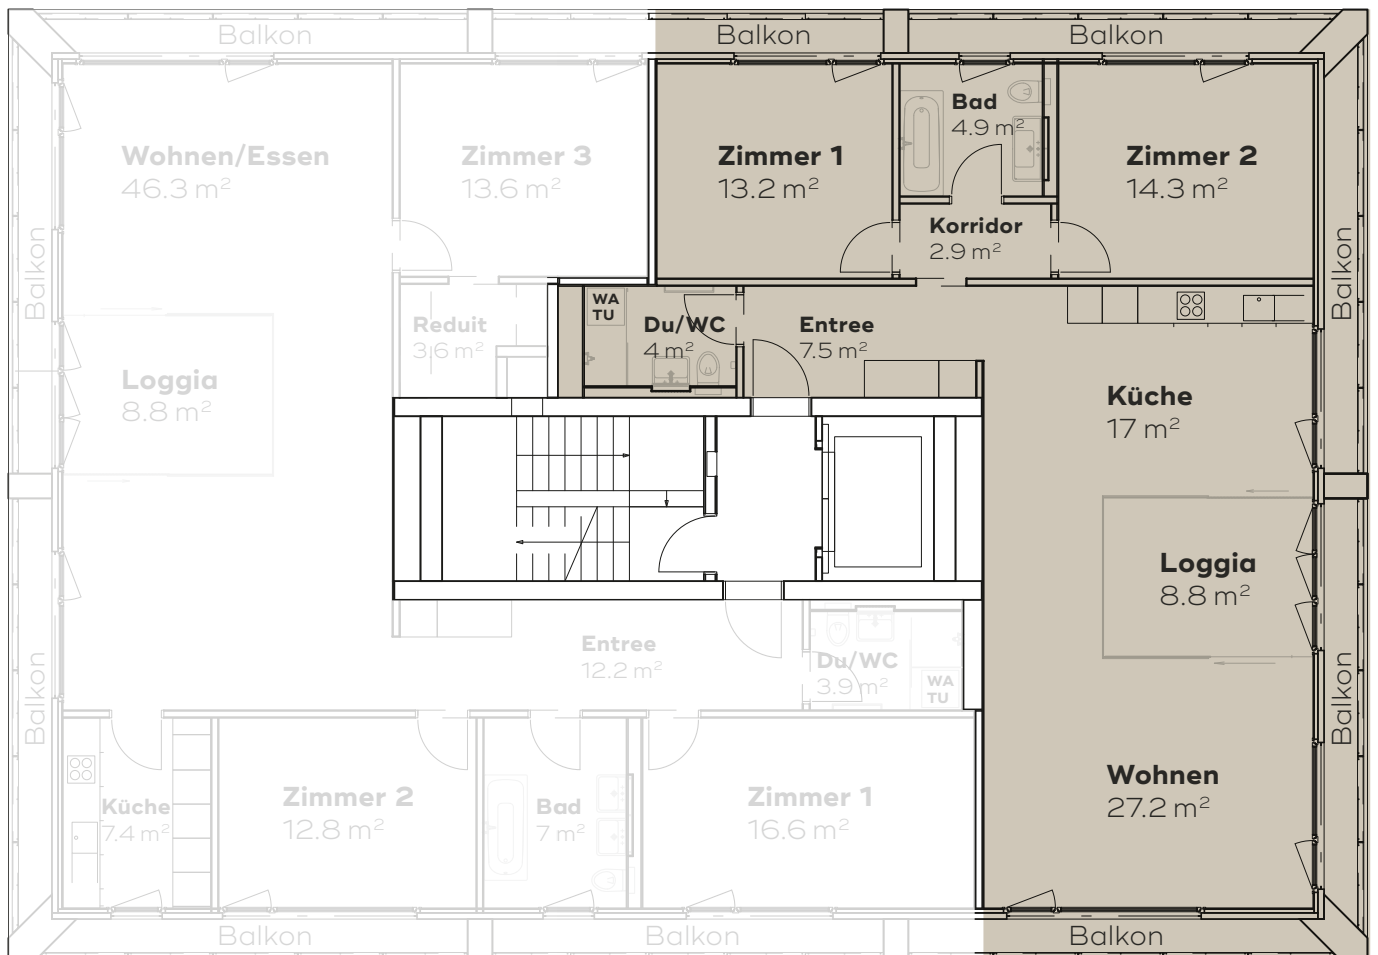 Balkon
Balkon
Balkon
Wohnen/Essen
46.3 m²
Zimmer 3
13.6 m²
Zimmer 1
13.2 m²
Bad
4.9 m²
Zimmer 2
14.3 m²
Korridor
2.9 m²
Balkon
Balkon
Reduit
3.6 m²
WA
TU
Du/WC
4 m²
Entree
7.5 m²
Loggia
8.8 m²
Küche
17 m²
Loggia
8.8 m²
Entree
12.2 m²
Du/WC
3.9 m²
WA
TU
Balkon
Balkon
Küche
7.4 m²
Zimmer 2
12.8 m²
Bad
7 m²
Zimmer 1
16.6 m²
Wohnen
27.2 m²
Balkon
Balkon
Balkon